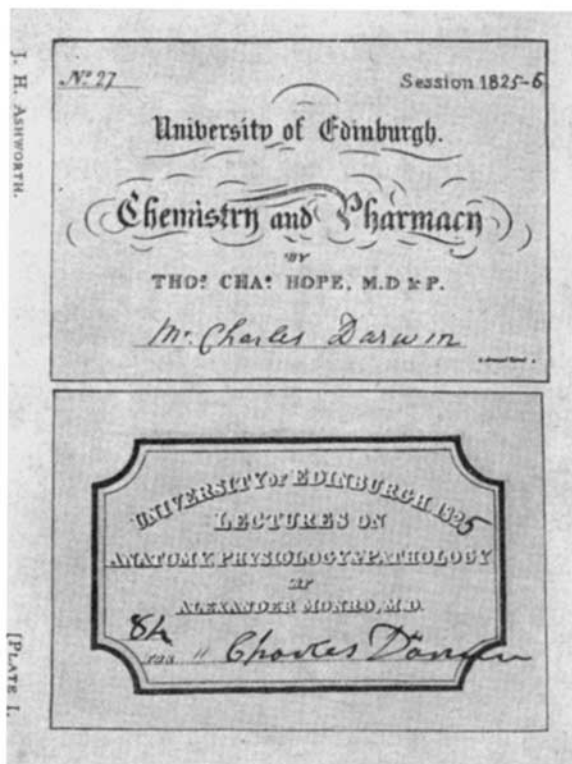 J. H. ASHWORTH.
[PLATE I.
No. 27
Session 1825-6
University of Edinburgh.
Chemistry and Pharmacy
BY
THOS. CHAS. HOPE, M.D & P.
Mr. Charles Darwin
UNIVERSITY OF EDINBURGH 1825
LECTURES ON
ANATOMY, PHYSIOLOGY & PATHOLOGY
BY
ALEXANDER MONRO, M.D.
" Charles Darwin